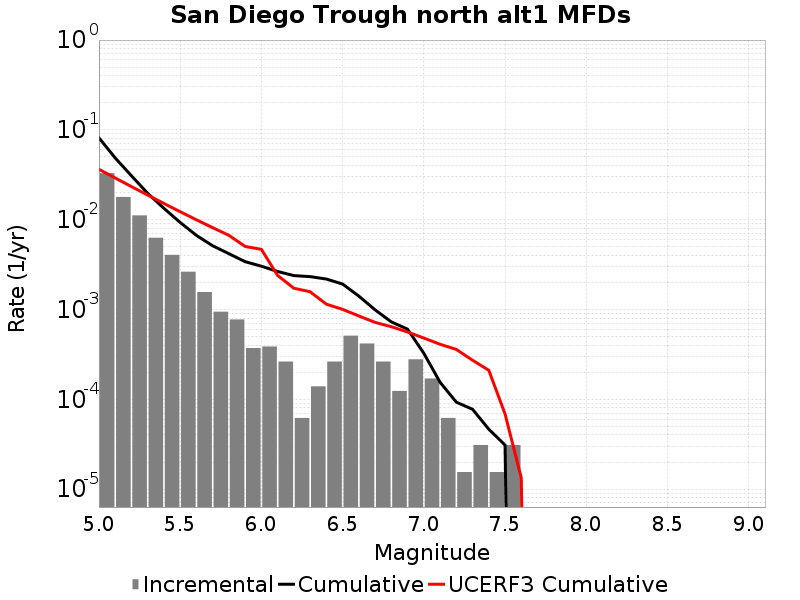 San Diego Trough north alt1 MFDs
10^0
10^-1
10^-2
10^-3
10^-4
10^-5
Rate (1/yr)
5.0 5.5 6.0 6.5 7.0 7.5 8.0 8.5 9.0
Magnitude
Incremental Cumulative UCERF3 Cumulative